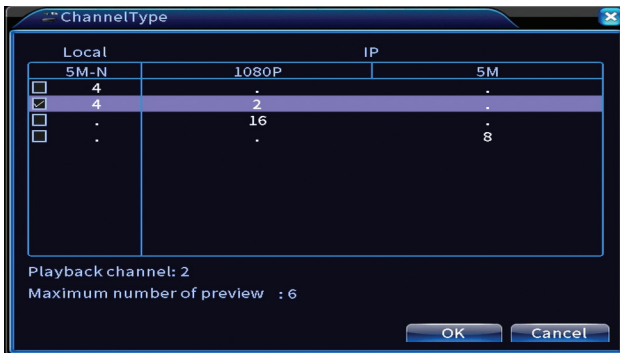 ChannelType
Local IP
5M-N 1080P 5M
4 . .
4 2 .
. 16 .
. . 8
Playback channel: 2
Maximum number of preview : 6
OK Cancel